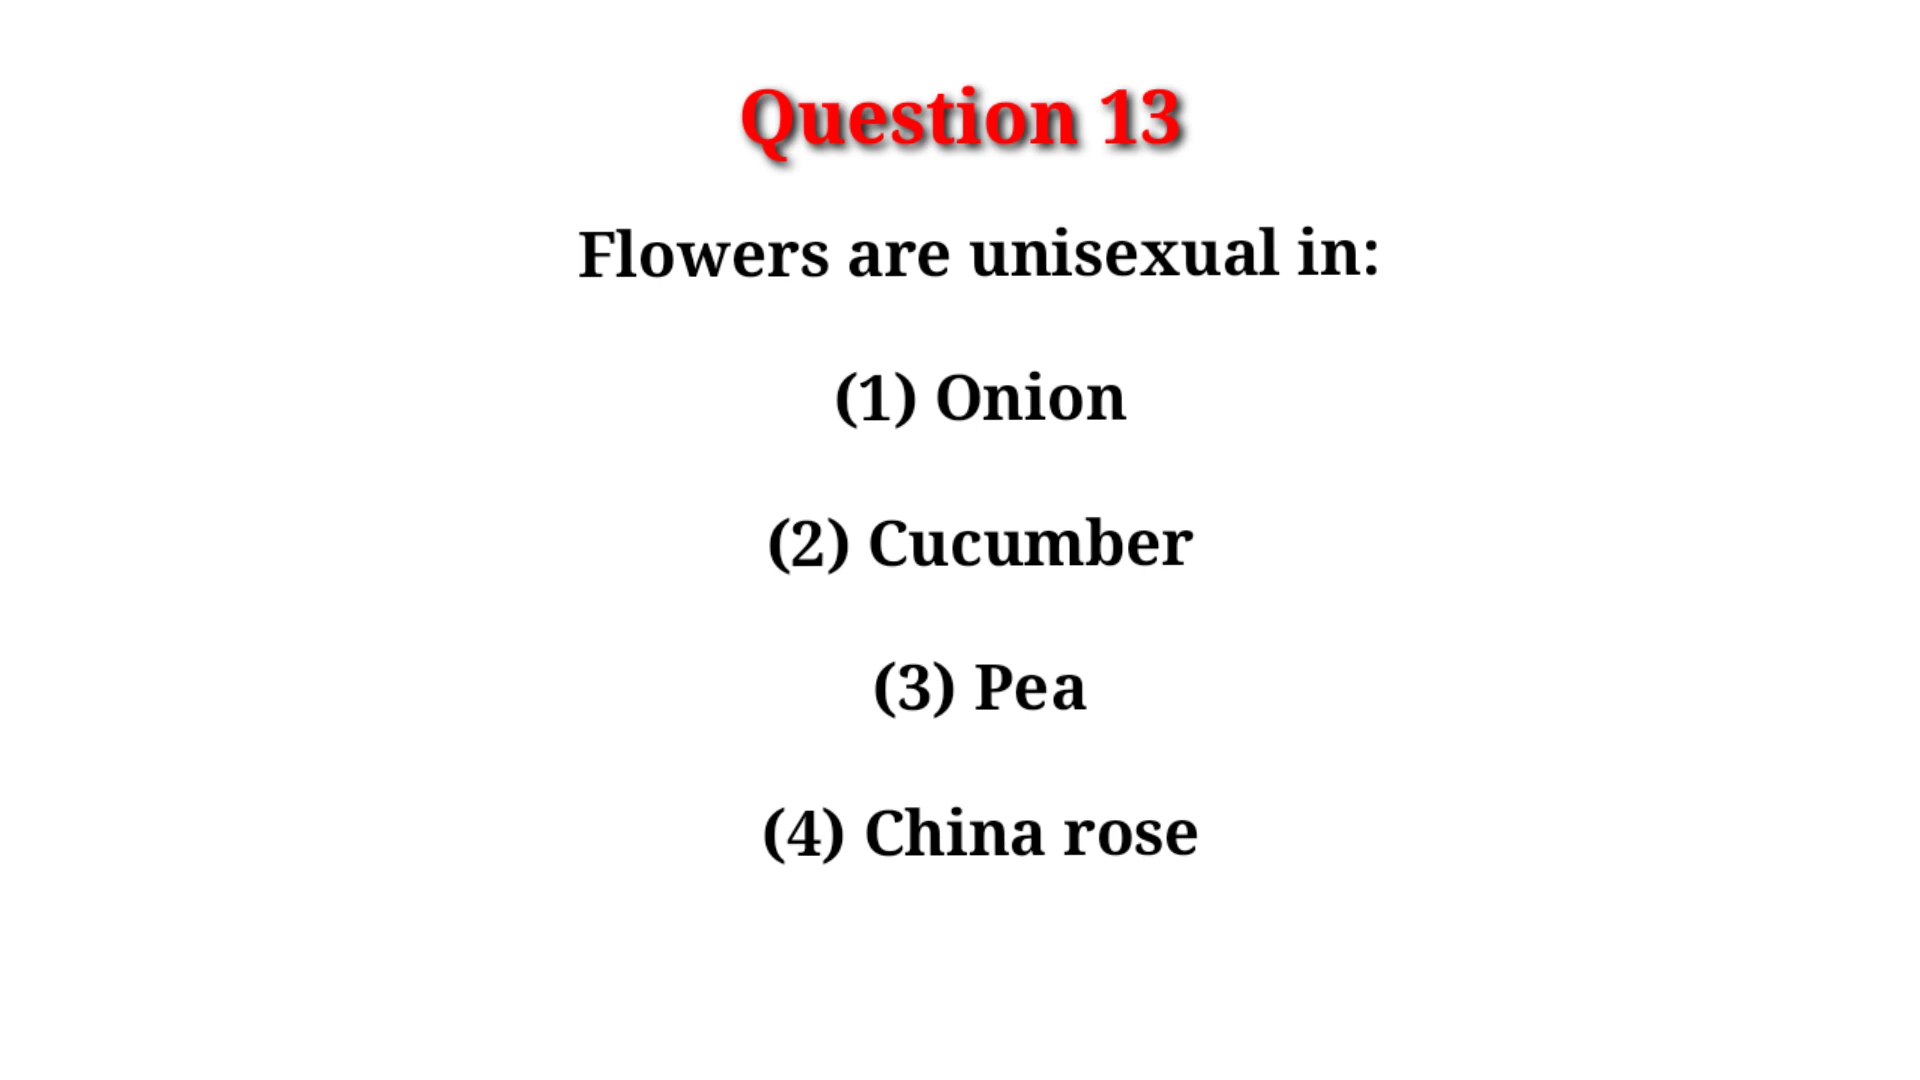 Question 13
Flowers are unisexual in:
(1) Onion
(2) Cucumber
(3) Pea
(4) China rose